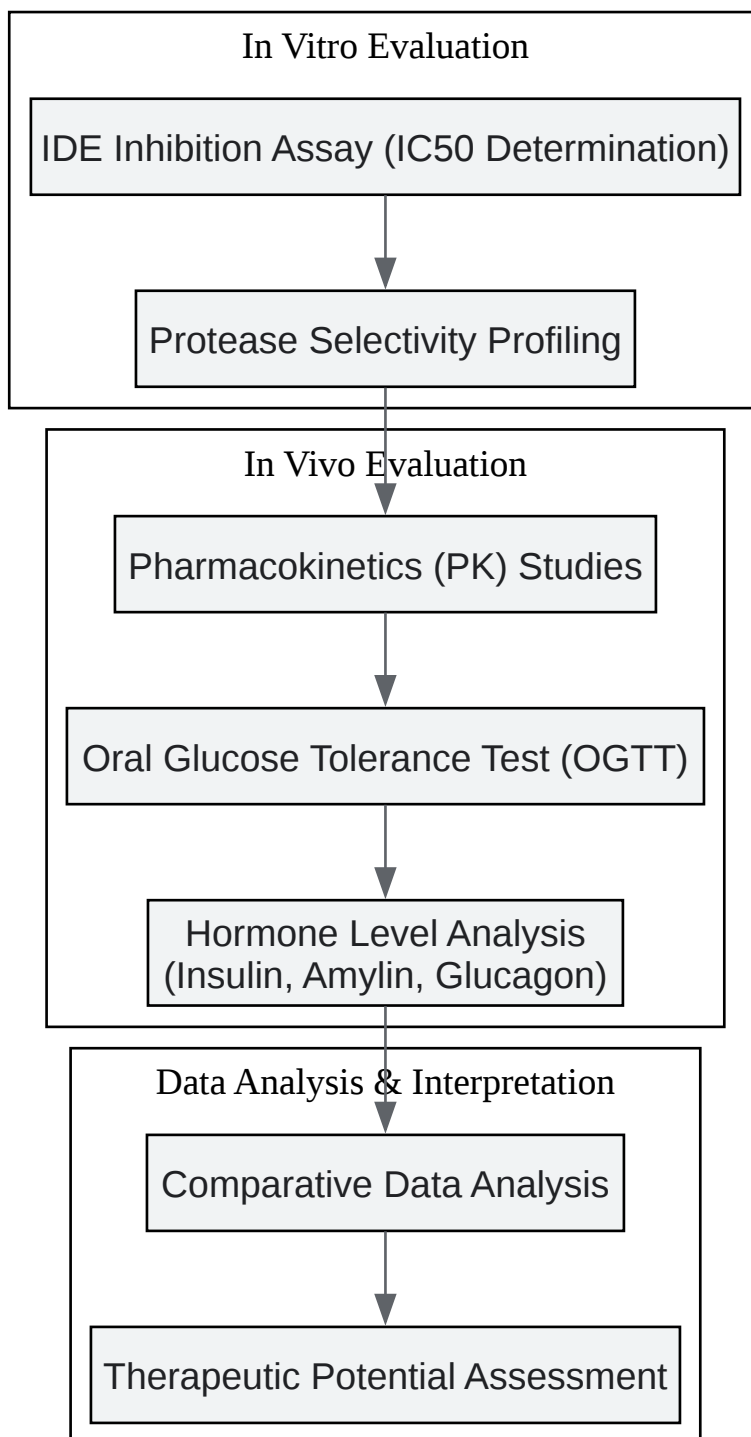 In Vitro Evaluation
IDE Inhibition Assay (IC50 Determination)
Protease Selectivity Profiling
In Vivo Evaluation
Pharmacokinetics (PK) Studies
Oral Glucose Tolerance Test (OGTT)
Hormone Level Analysis
(Insulin, Amylin, Glucagon)
Data Analysis & Interpretation
Comparative Data Analysis
Therapeutic Potential Assessment